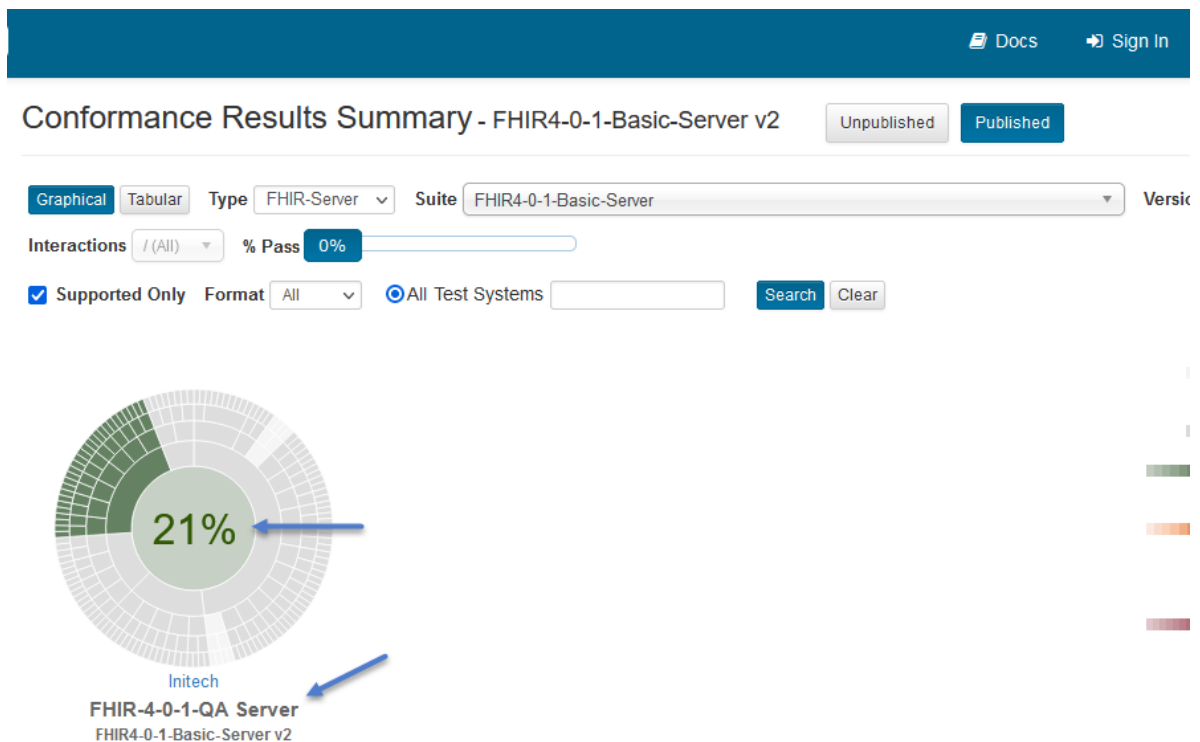 Docs Sign In
Conformance Results Summary - FHIR4-0-1-Basic-Server v2 Unpublished Published
Graphical Tabular Type FHIR-Server Suite FHIR4-0-1-Basic-Server
Interactions / (All) % Pass 0%
Supported Only Format All All Test Systems Search Clear
21%
Initech
FHIR-4-0-1-QA Server
FHIR4-0-1-Basic-Server v2